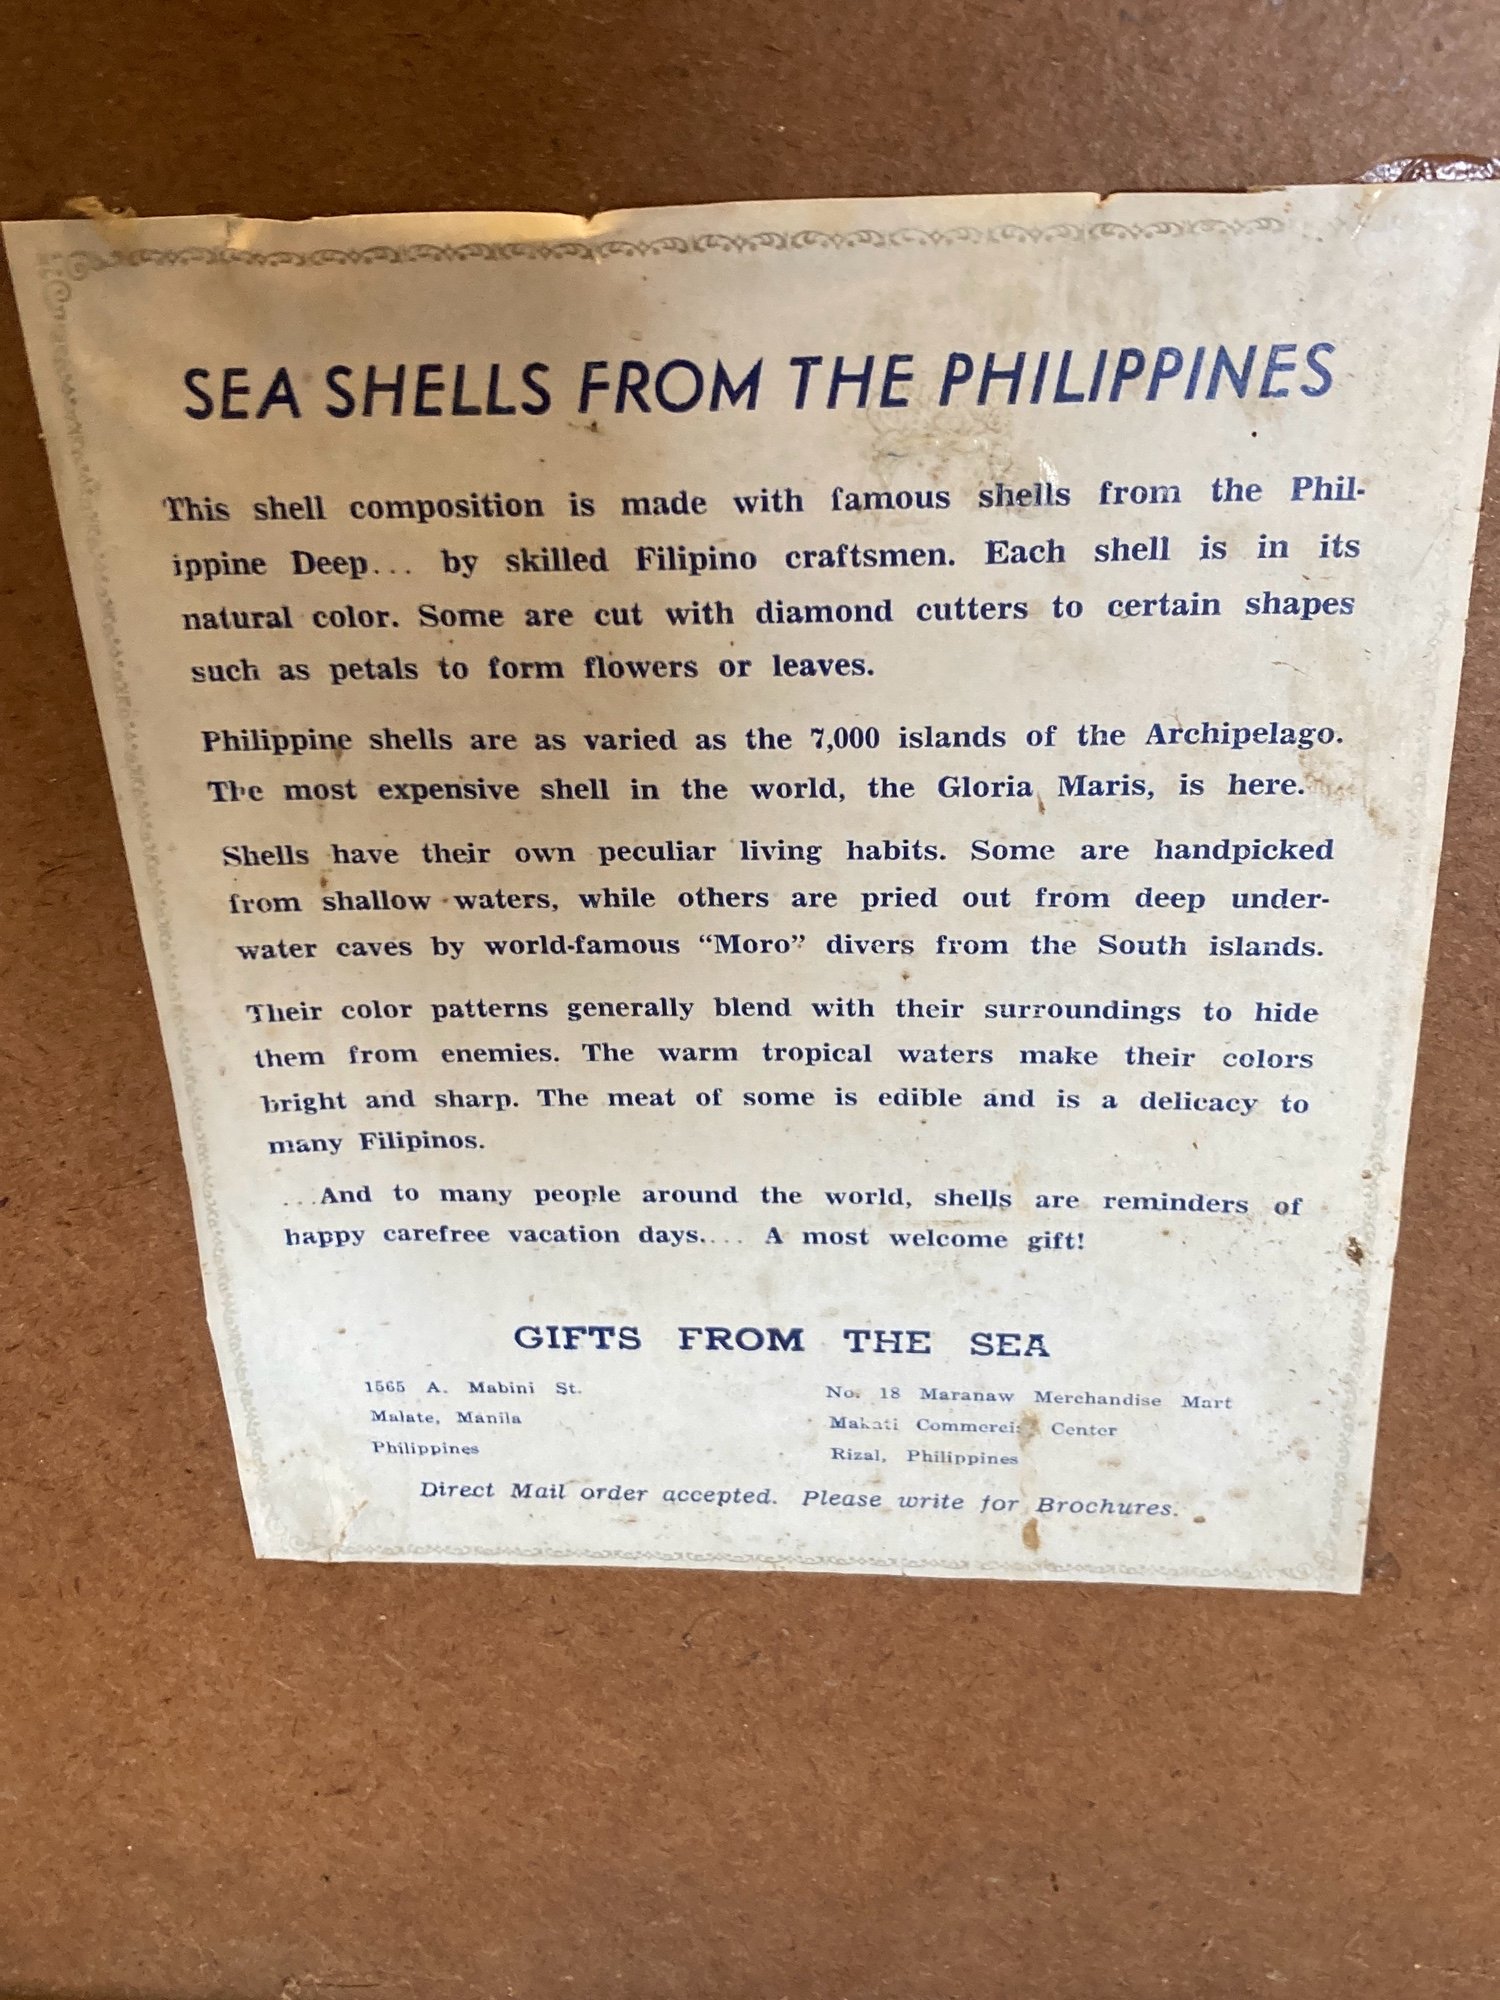 SEA SHELLS FROM THE PHILIPPINES
This shell composition is made with famous shells from the Phil-
ippine Deep... by skilled Filipino craftsmen. Each shell is in its
natural color. Some are cut with diamond cutters to certain shapes
such as petals to form flowers or leaves.
Philippine shells are as varied as the 7,000 islands of the Archipelago.
The most expensive shell in the world, the Gloria Maris, is here.
Shells have their own peculiar living habits. Some are handpicked
from shallow waters, while others are pried out from deep under-
water caves by world-famous “Moro” divers from the South islands.
Their color patterns generally blend with their surroundings to hide
them from enemies. The warm tropical waters make their colors
bright and sharp. The meat of some is edible and is a delicacy to
many Filipinos.
...And to many people around the world, shells are reminders of
happy carefree vacation days.... A most welcome gift!
GIFTS FROM THE SEA
1565 A. Mabini St.
Malate, Manila
Philippines
No. 18 Maranaw Merchandise Mart
Makati Commercial Center
Rizal, Philippines
Direct Mail order accepted. Please write for Brochures.